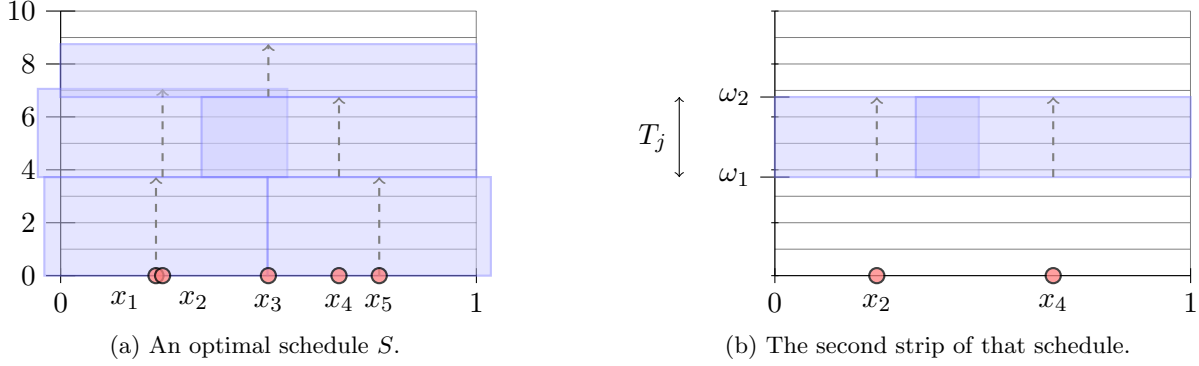 10
8
6
4
2
0
0 1
x₁ x₂ x₃ x₄ x₅
(a) An optimal schedule S.
ω₂
T_j
ω₁
0 1
x₂ x₄
(b) The second strip of that schedule.